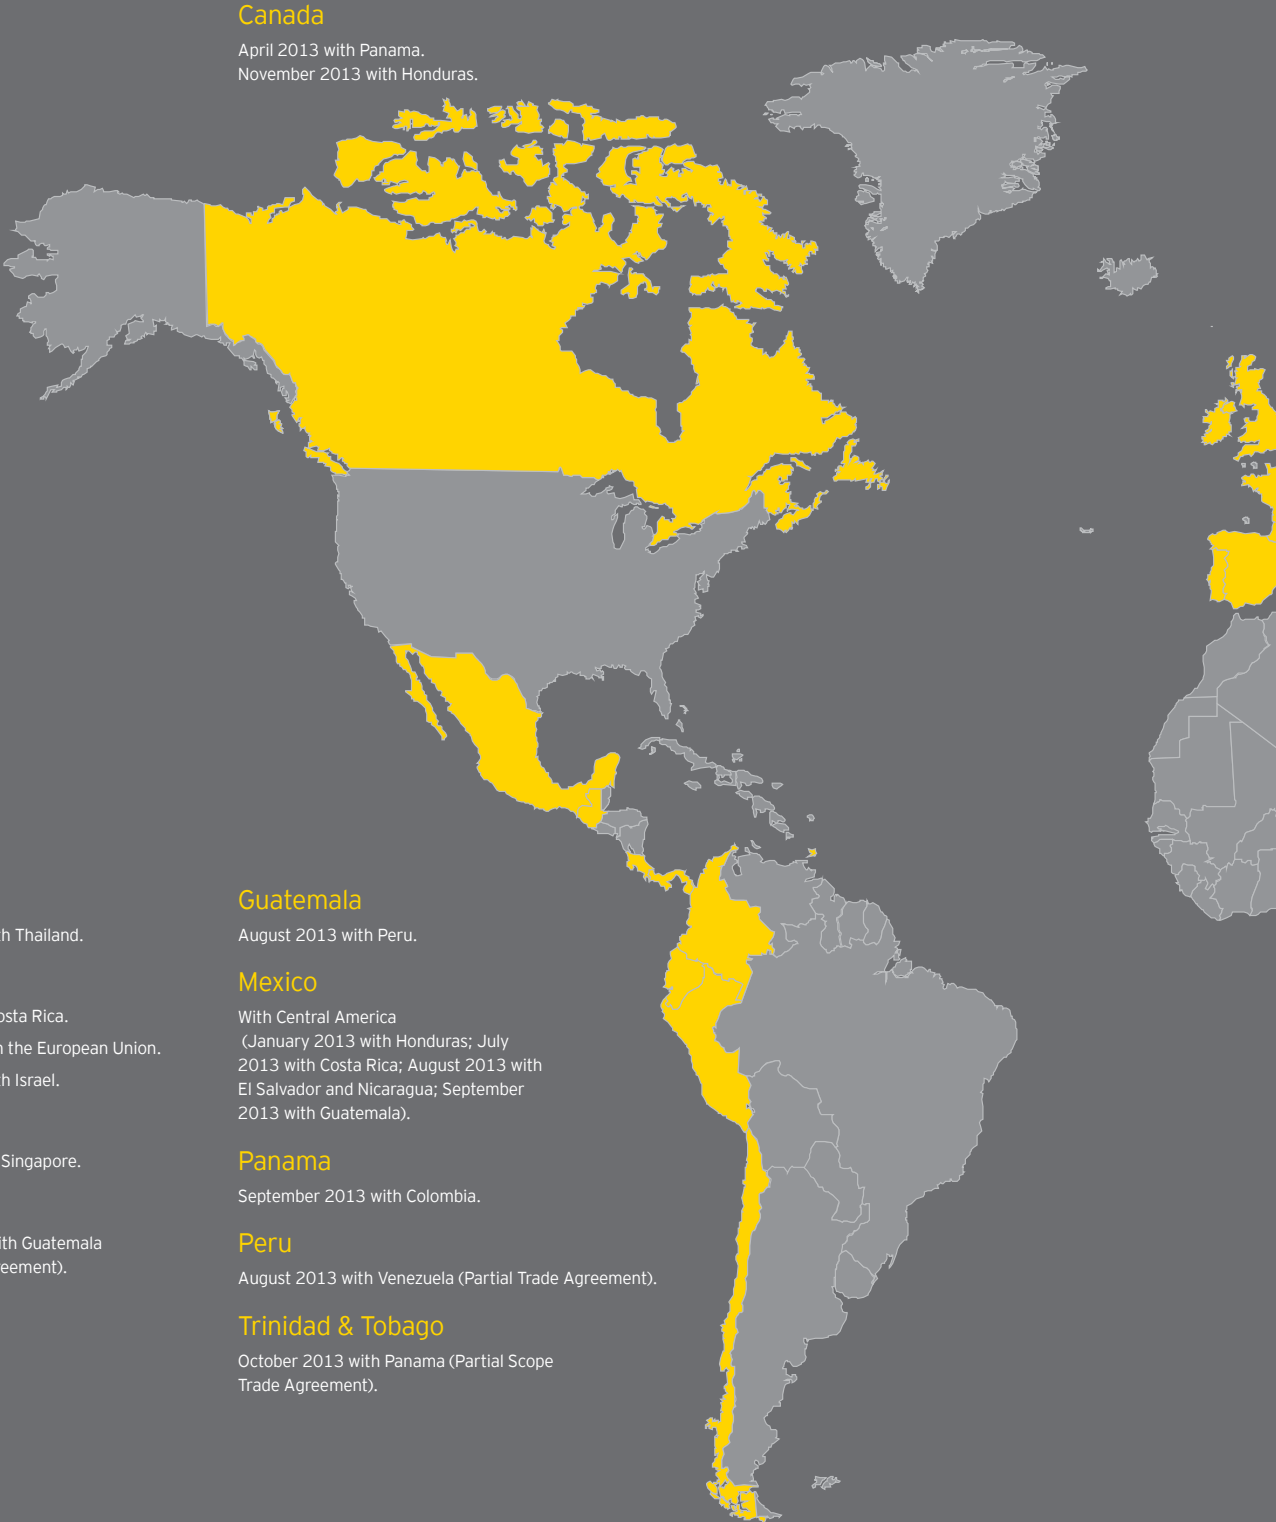 Canada
April 2013 with Panama.
November 2013 with Honduras.
h Thailand.
osta Rica.
n the European Union.
h Israel.
Singapore.
ith Guatemala
reement).
Guatemala
August 2013 with Peru.
Mexico
With Central America
(January 2013 with Honduras; July
2013 with Costa Rica; August 2013 with
El Salvador and Nicaragua; September
2013 with Guatemala).
Panama
September 2013 with Colombia.
Peru
August 2013 with Venezuela (Partial Trade Agreement).
Trinidad & Tobago
October 2013 with Panama (Partial Scope
Trade Agreement).